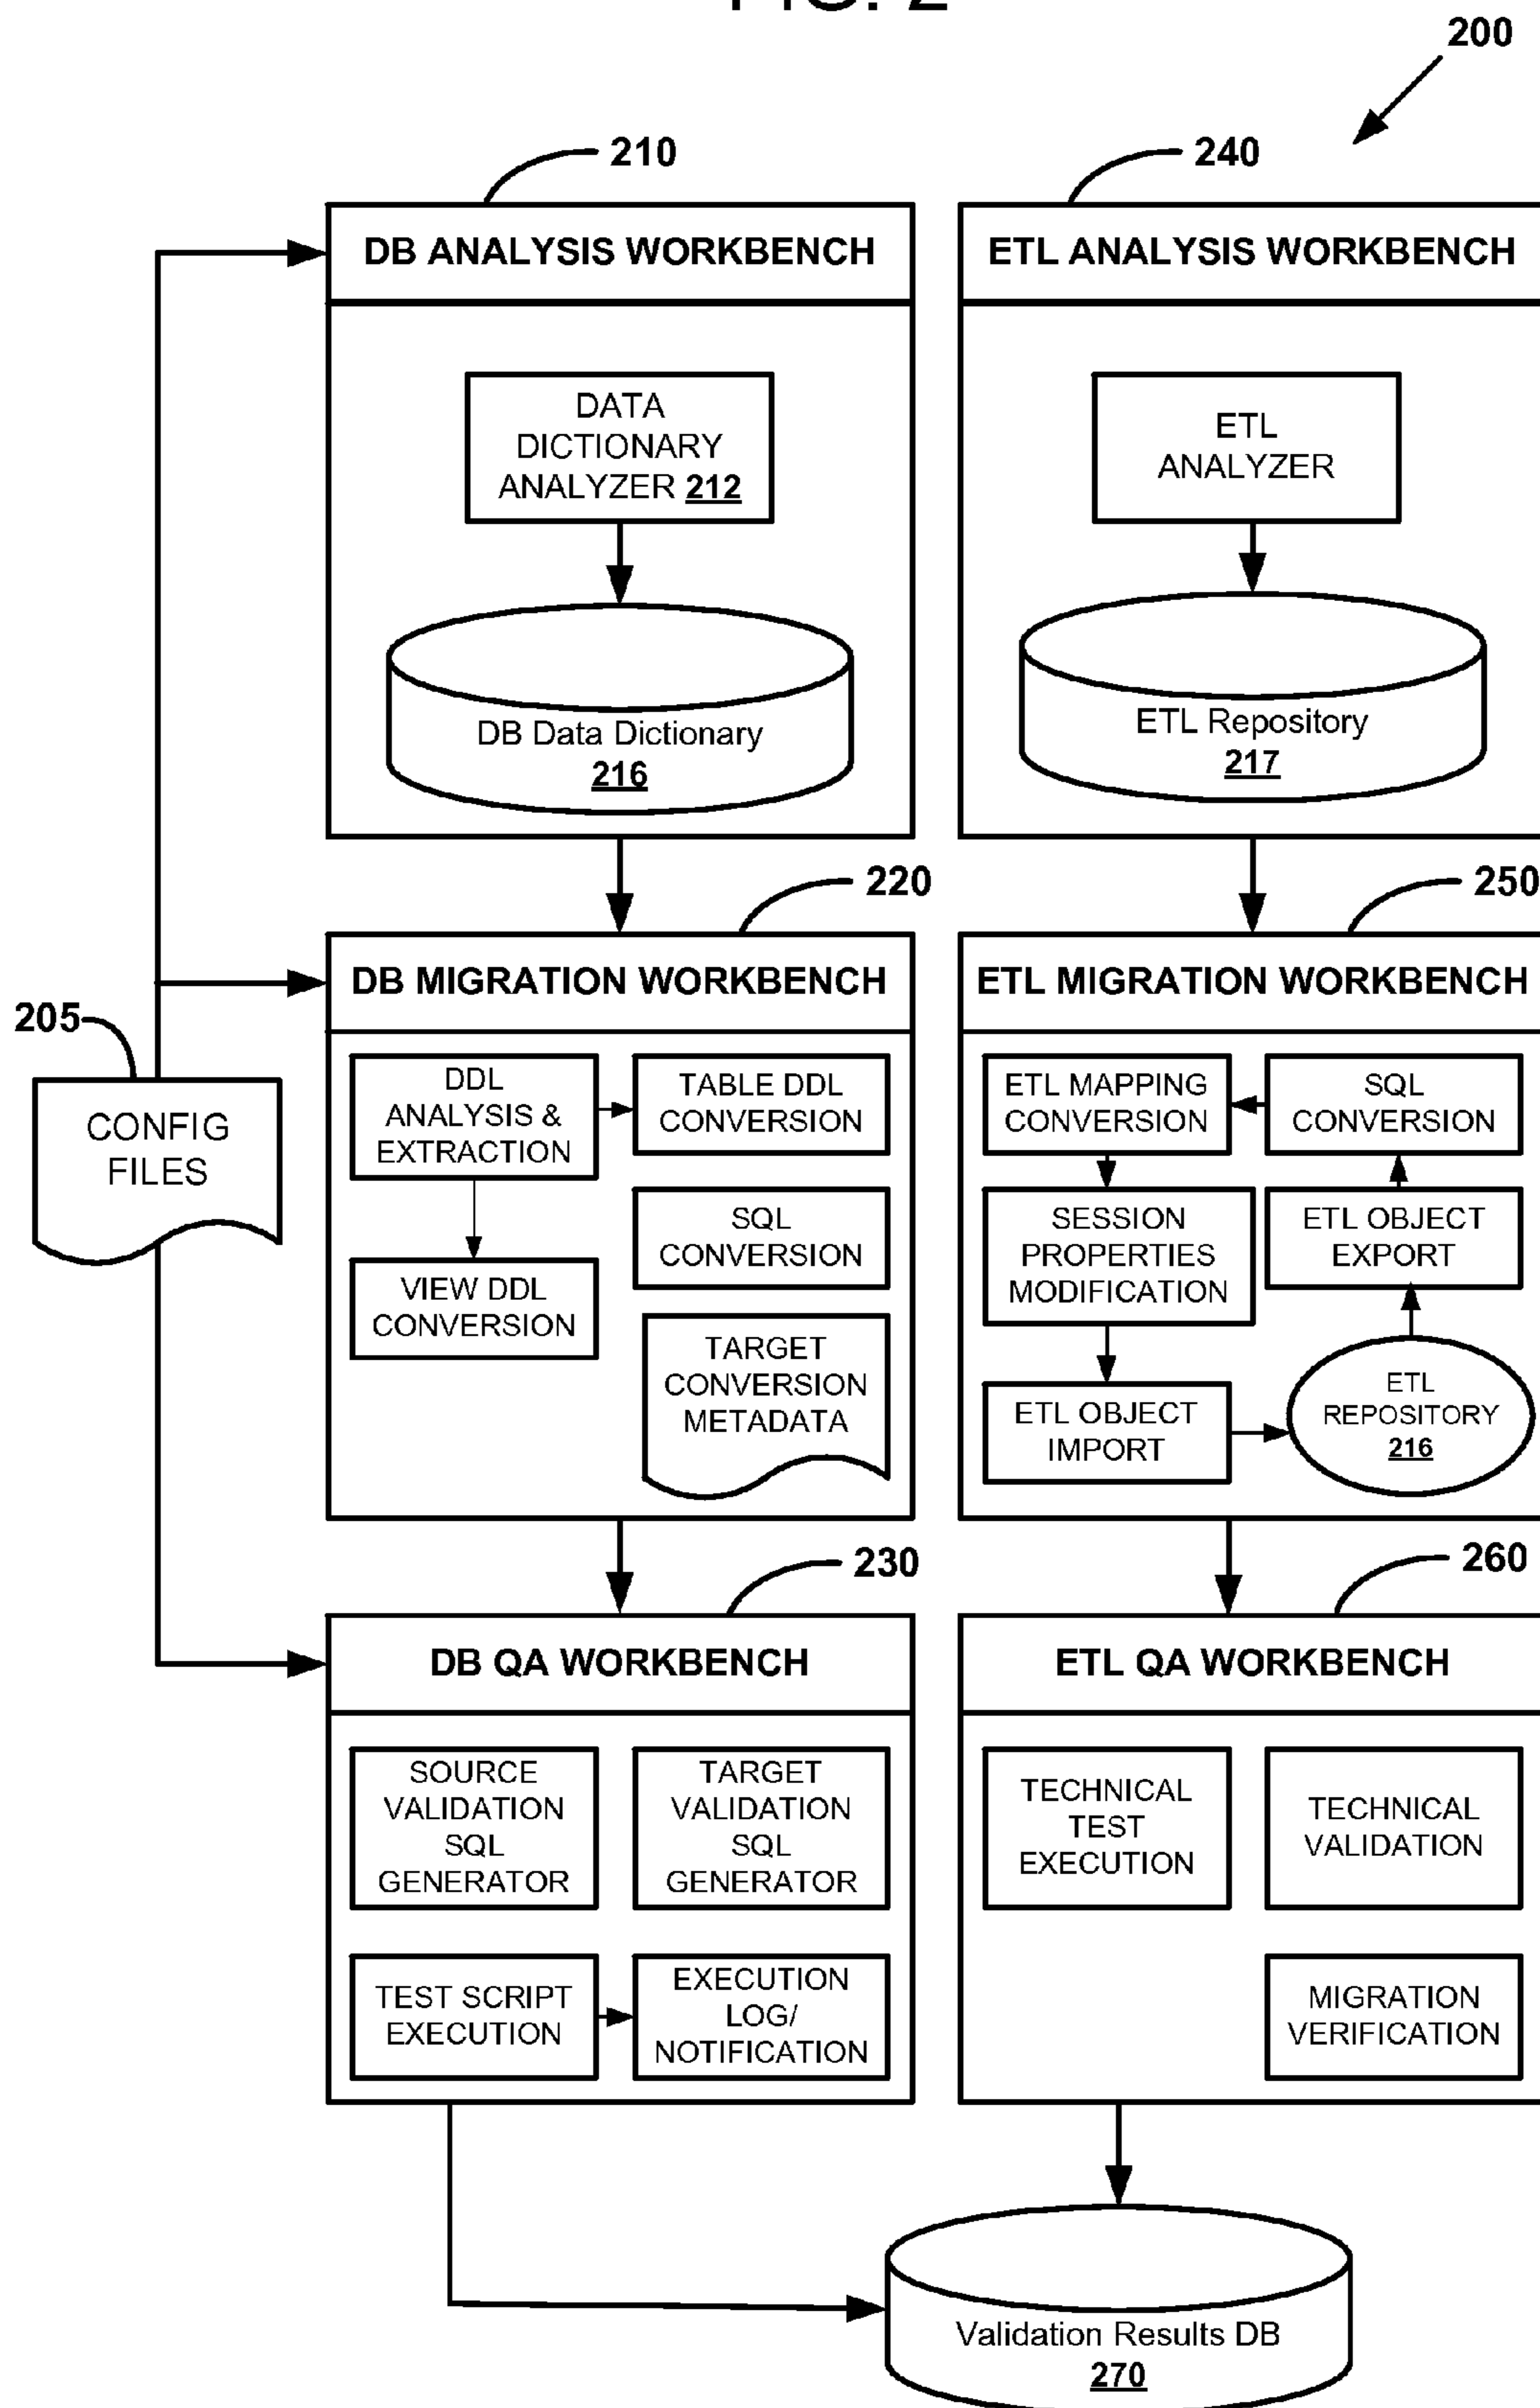 FIG. 2
200
210
240
DB ANALYSIS WORKBENCH
DATA
DICTIONARY
ANALYZER 212
DB Data Dictionary
216
ETL ANALYSIS WORKBENCH
ETL
ANALYZER
ETL Repository
217
220
250
205
CONFIG
FILES
DB MIGRATION WORKBENCH
DDL
ANALYSIS &
EXTRACTION
TABLE DDL
CONVERSION
SQL
CONVERSION
VIEW DDL
CONVERSION
TARGET
CONVERSION
METADATA
ETL MIGRATION WORKBENCH
ETL MAPPING
CONVERSION
SQL
CONVERSION
SESSION
PROPERTIES
MODIFICATION
ETL OBJECT
EXPORT
ETL OBJECT
IMPORT
ETL
REPOSITORY
216
230
260
DB QA WORKBENCH
SOURCE
VALIDATION
SQL
GENERATOR
TARGET
VALIDATION
SQL
GENERATOR
TEST SCRIPT
EXECUTION
EXECUTION
LOG/
NOTIFICATION
ETL QA WORKBENCH
TECHNICAL
TEST
EXECUTION
TECHNICAL
VALIDATION
MIGRATION
VERIFICATION
Validation Results DB
270